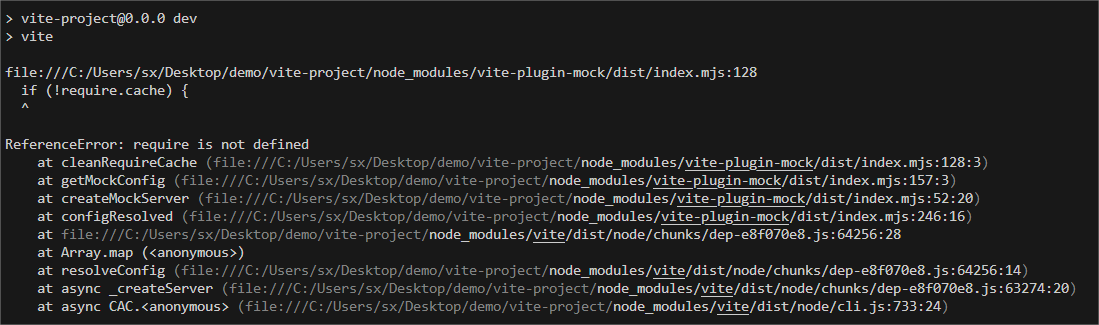 > vite-project@0.0.0 dev
> vite
file:///C:/Users/sx/Desktop/demo/vite-project/node_modules/vite-plugin-mock/dist/index.mjs:128
  if (!require.cache) {
  ^
ReferenceError: require is not defined
    at cleanRequireCache (file:///C:/Users/sx/Desktop/demo/vite-project/node_modules/vite-plugin-mock/dist/index.mjs:128:3)
    at getMockConfig (file:///C:/Users/sx/Desktop/demo/vite-project/node_modules/vite-plugin-mock/dist/index.mjs:157:3)
    at createMockServer (file:///C:/Users/sx/Desktop/demo/vite-project/node_modules/vite-plugin-mock/dist/index.mjs:52:20)
    at configResolved (file:///C:/Users/sx/Desktop/demo/vite-project/node_modules/vite-plugin-mock/dist/index.mjs:246:16)
    at file:///C:/Users/sx/Desktop/demo/vite-project/node_modules/vite/dist/node/chunks/dep-e8f070e8.js:64256:28
    at Array.map (<anonymous>)
    at resolveConfig (file:///C:/Users/sx/Desktop/demo/vite-project/node_modules/vite/dist/node/chunks/dep-e8f070e8.js:64256:14)
    at async _createServer (file:///C:/Users/sx/Desktop/demo/vite-project/node_modules/vite/dist/node/chunks/dep-e8f070e8.js:63274:20)
    at async CAC.<anonymous> (file:///C:/Users/sx/Desktop/demo/vite-project/node_modules/vite/dist/node/cli.js:733:24)